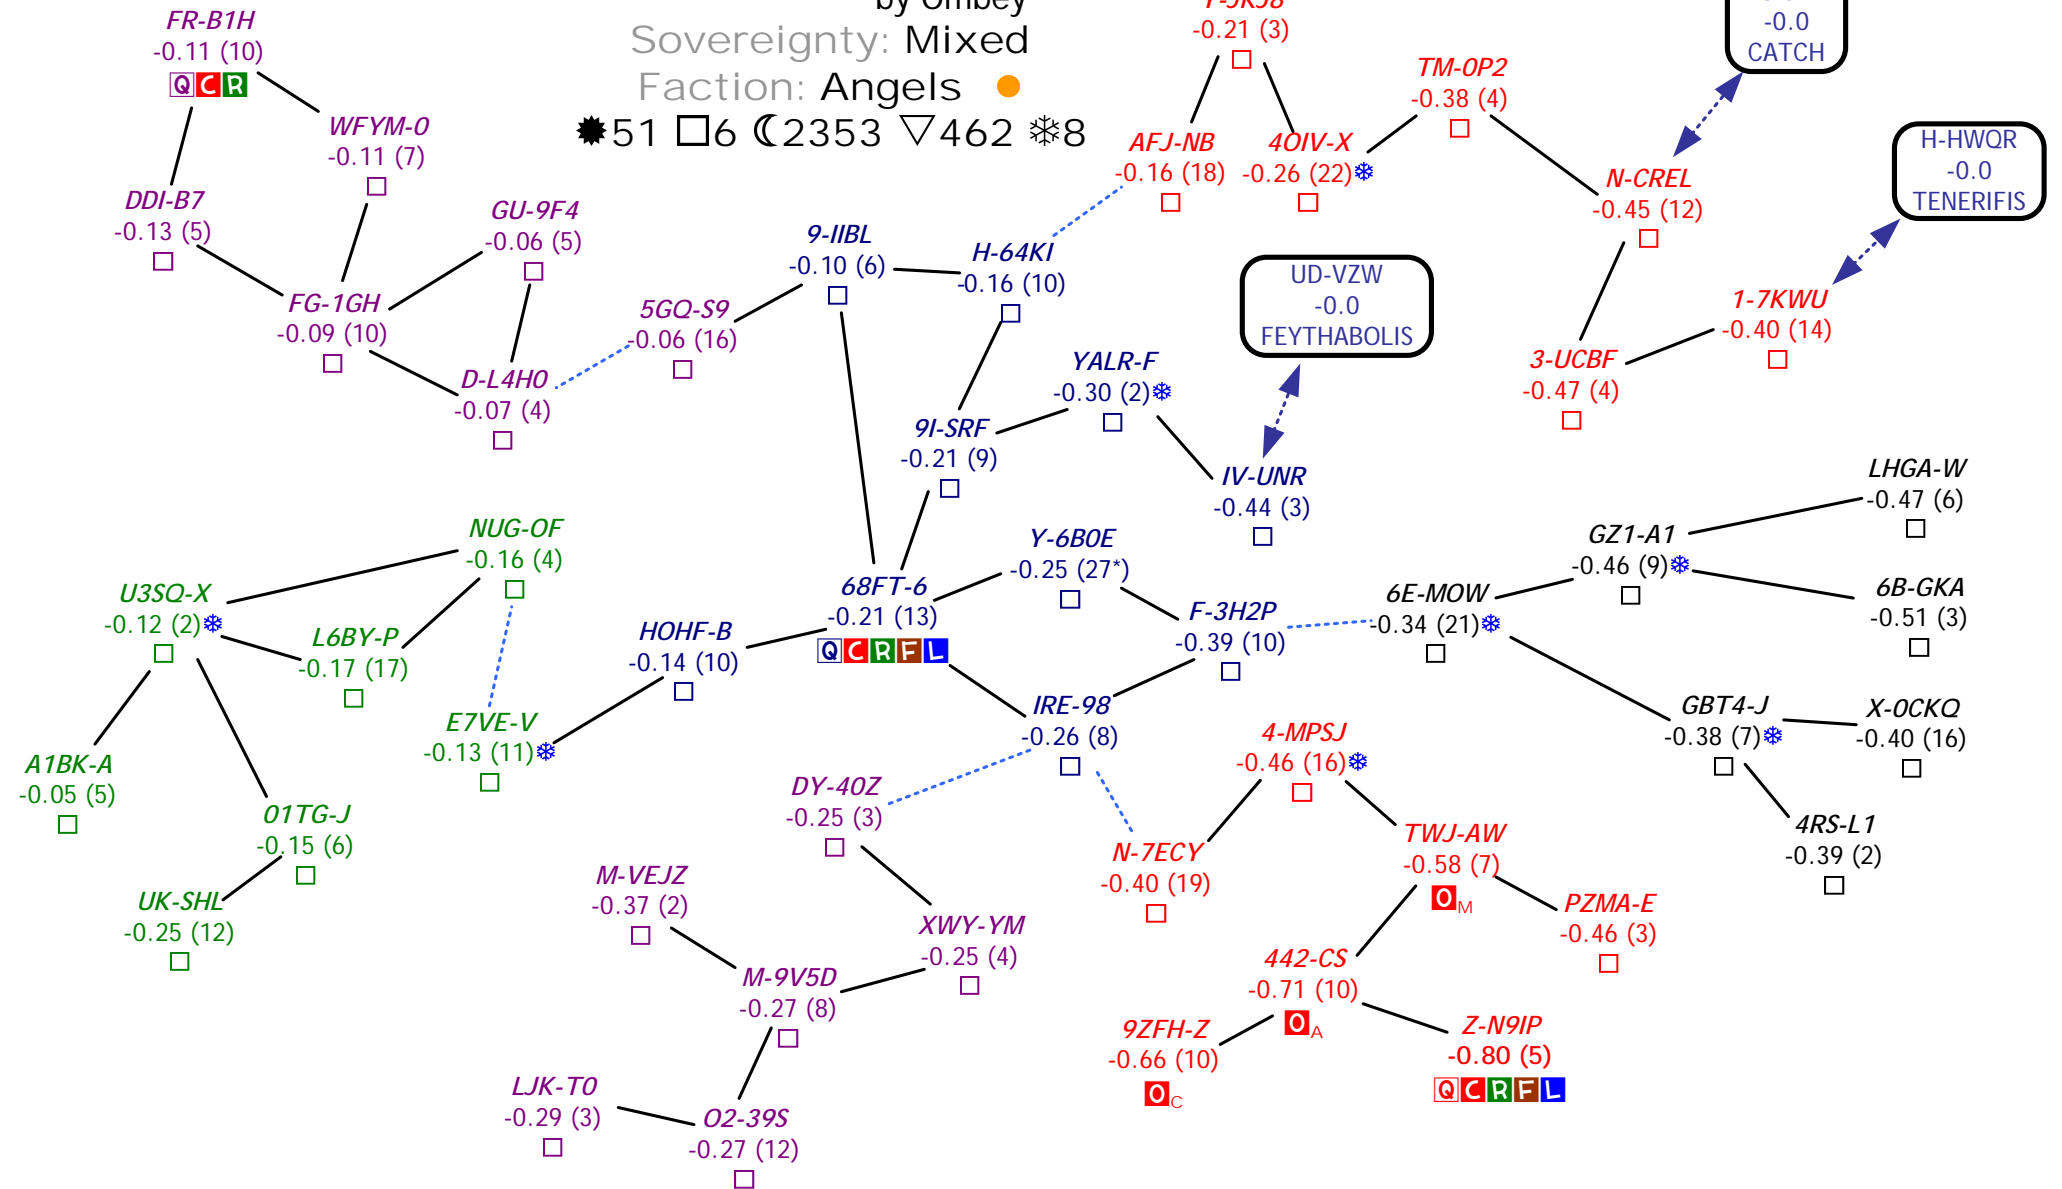 by Ombey
Sovereignty: Mixed
Faction: Angels
51 6 2353 462 8
FR-B1H
-0.11 (10)
Q C R
WFYM-0
-0.11 (7)
DDI-B7
-0.13 (5)
GU-9F4
-0.06 (5)
FG-1GH
-0.09 (10)
D-L4H0
-0.07 (4)
5GQ-S9
-0.06 (16)
9-IIBL
-0.10 (6)
H-64KI
-0.16 (10)
-0.21 (3)
AFJ-NB
-0.16 (18)
4OIV-X
-0.26 (22)
TM-0P2
-0.38 (4)
-0.0
CATCH
N-CREL
-0.45 (12)
H-HWQR
-0.0
TENERIFIS
1-7KWU
-0.40 (14)
3-UCBF
-0.47 (4)
UD-VZW
-0.0
FEYTHABOLIS
YALR-F
-0.30 (2)
9I-SRF
-0.21 (9)
IV-UNR
-0.44 (3)
NUG-OF
-0.16 (4)
U3SQ-X
-0.12 (2)
L6BY-P
-0.17 (17)
A1BK-A
-0.05 (5)
01TG-J
-0.15 (6)
UK-SHL
-0.25 (12)
E7VE-V
-0.13 (11)
HOHF-B
-0.14 (10)
68FT-6
-0.21 (13)
Q C R F L
Y-6B0E
-0.25 (27*)
F-3H2P
-0.39 (10)
IRE-98
-0.26 (8)
6E-MOW
-0.34 (21)
GZ1-A1
-0.46 (9)
LHGA-W
-0.47 (6)
6B-GKA
-0.51 (3)
GBT4-J
-0.38 (7)
X-0CKQ
-0.40 (16)
4RS-L1
-0.39 (2)
DY-40Z
-0.25 (3)
M-VEJZ
-0.37 (2)
XWY-YM
-0.25 (4)
M-9V5D
-0.27 (8)
LJK-T0
-0.29 (3)
O2-39S
-0.27 (12)
4-MPSJ
-0.46 (16)
N-7ECY
-0.40 (19)
TWJ-AW
-0.58 (7)
O M
PZMA-E
-0.46 (3)
442-CS
-0.71 (10)
O A
9ZFH-Z
-0.66 (10)
O C
Z-N9IP
-0.80 (5)
Q C R F L